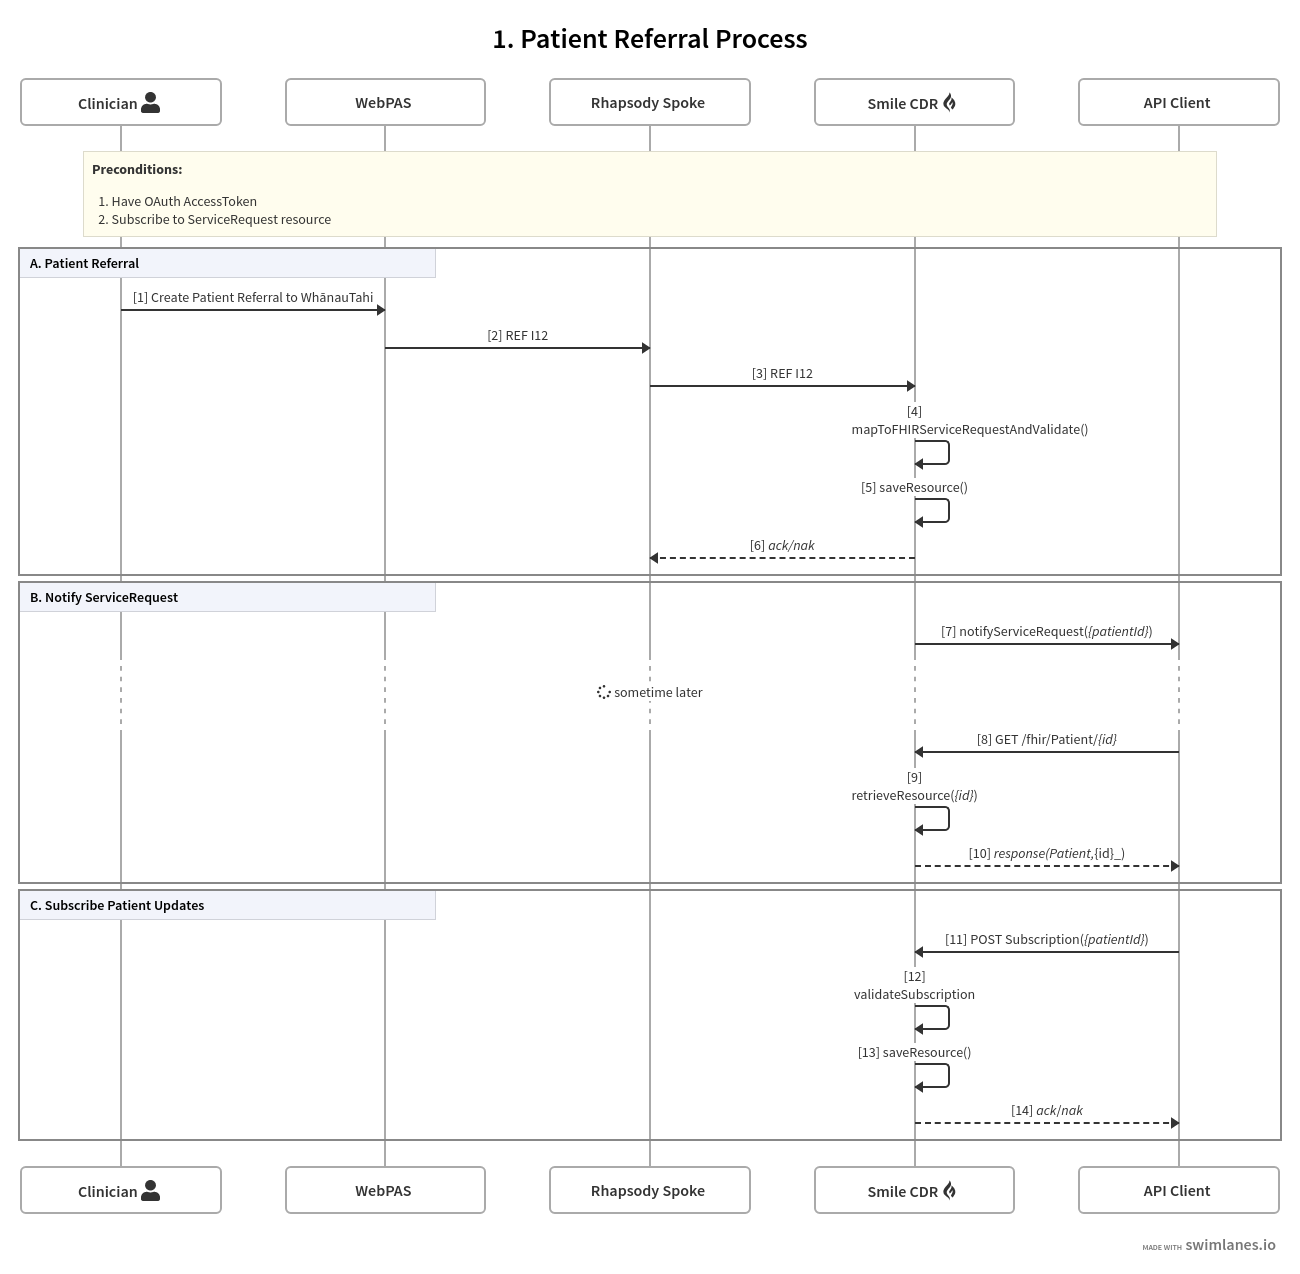 1. Patient Referral Process
Clinician
WebPAS
Rhapsody Spoke
Smile CDR
API Client
Preconditions:
1. Have OAuth AccessToken
2. Subscribe to ServiceRequest resource
A. Patient Referral
[1] Create Patient Referral to WhānauTahi
[2] REF I12
[3] REF I12
[4]
mapToFHIRServiceRequestAndValidate()
[5] saveResource()
[6] ack/nak
B. Notify ServiceRequest
[7] notifyServiceRequest({patientId})
sometime later
[8] GET /fhir/Patient/{id}
[9]
retrieveResource({id})
[10] response(Patient,{id}_)
C. Subscribe Patient Updates
[11] POST Subscription({patientId})
[12]
validateSubscription
[13] saveResource()
[14] ack/nak
Clinician
WebPAS
Rhapsody Spoke
Smile CDR
API Client
MADE WITH swimlanes.io